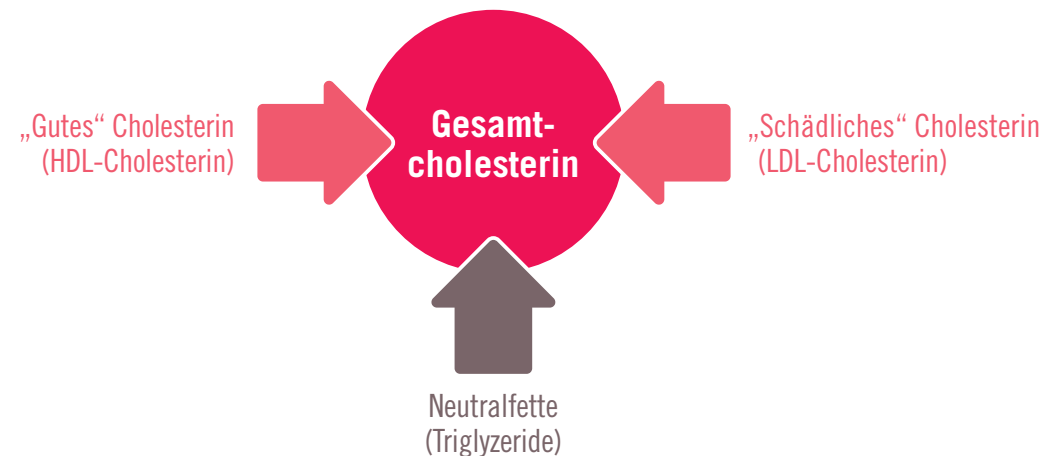 „Gutes“ Cholesterin
(HDL-Cholesterin)
Gesamt-
cholesterin
„Schädliches“ Cholesterin
(LDL-Cholesterin)
Neutralfette
(Triglyzeride)